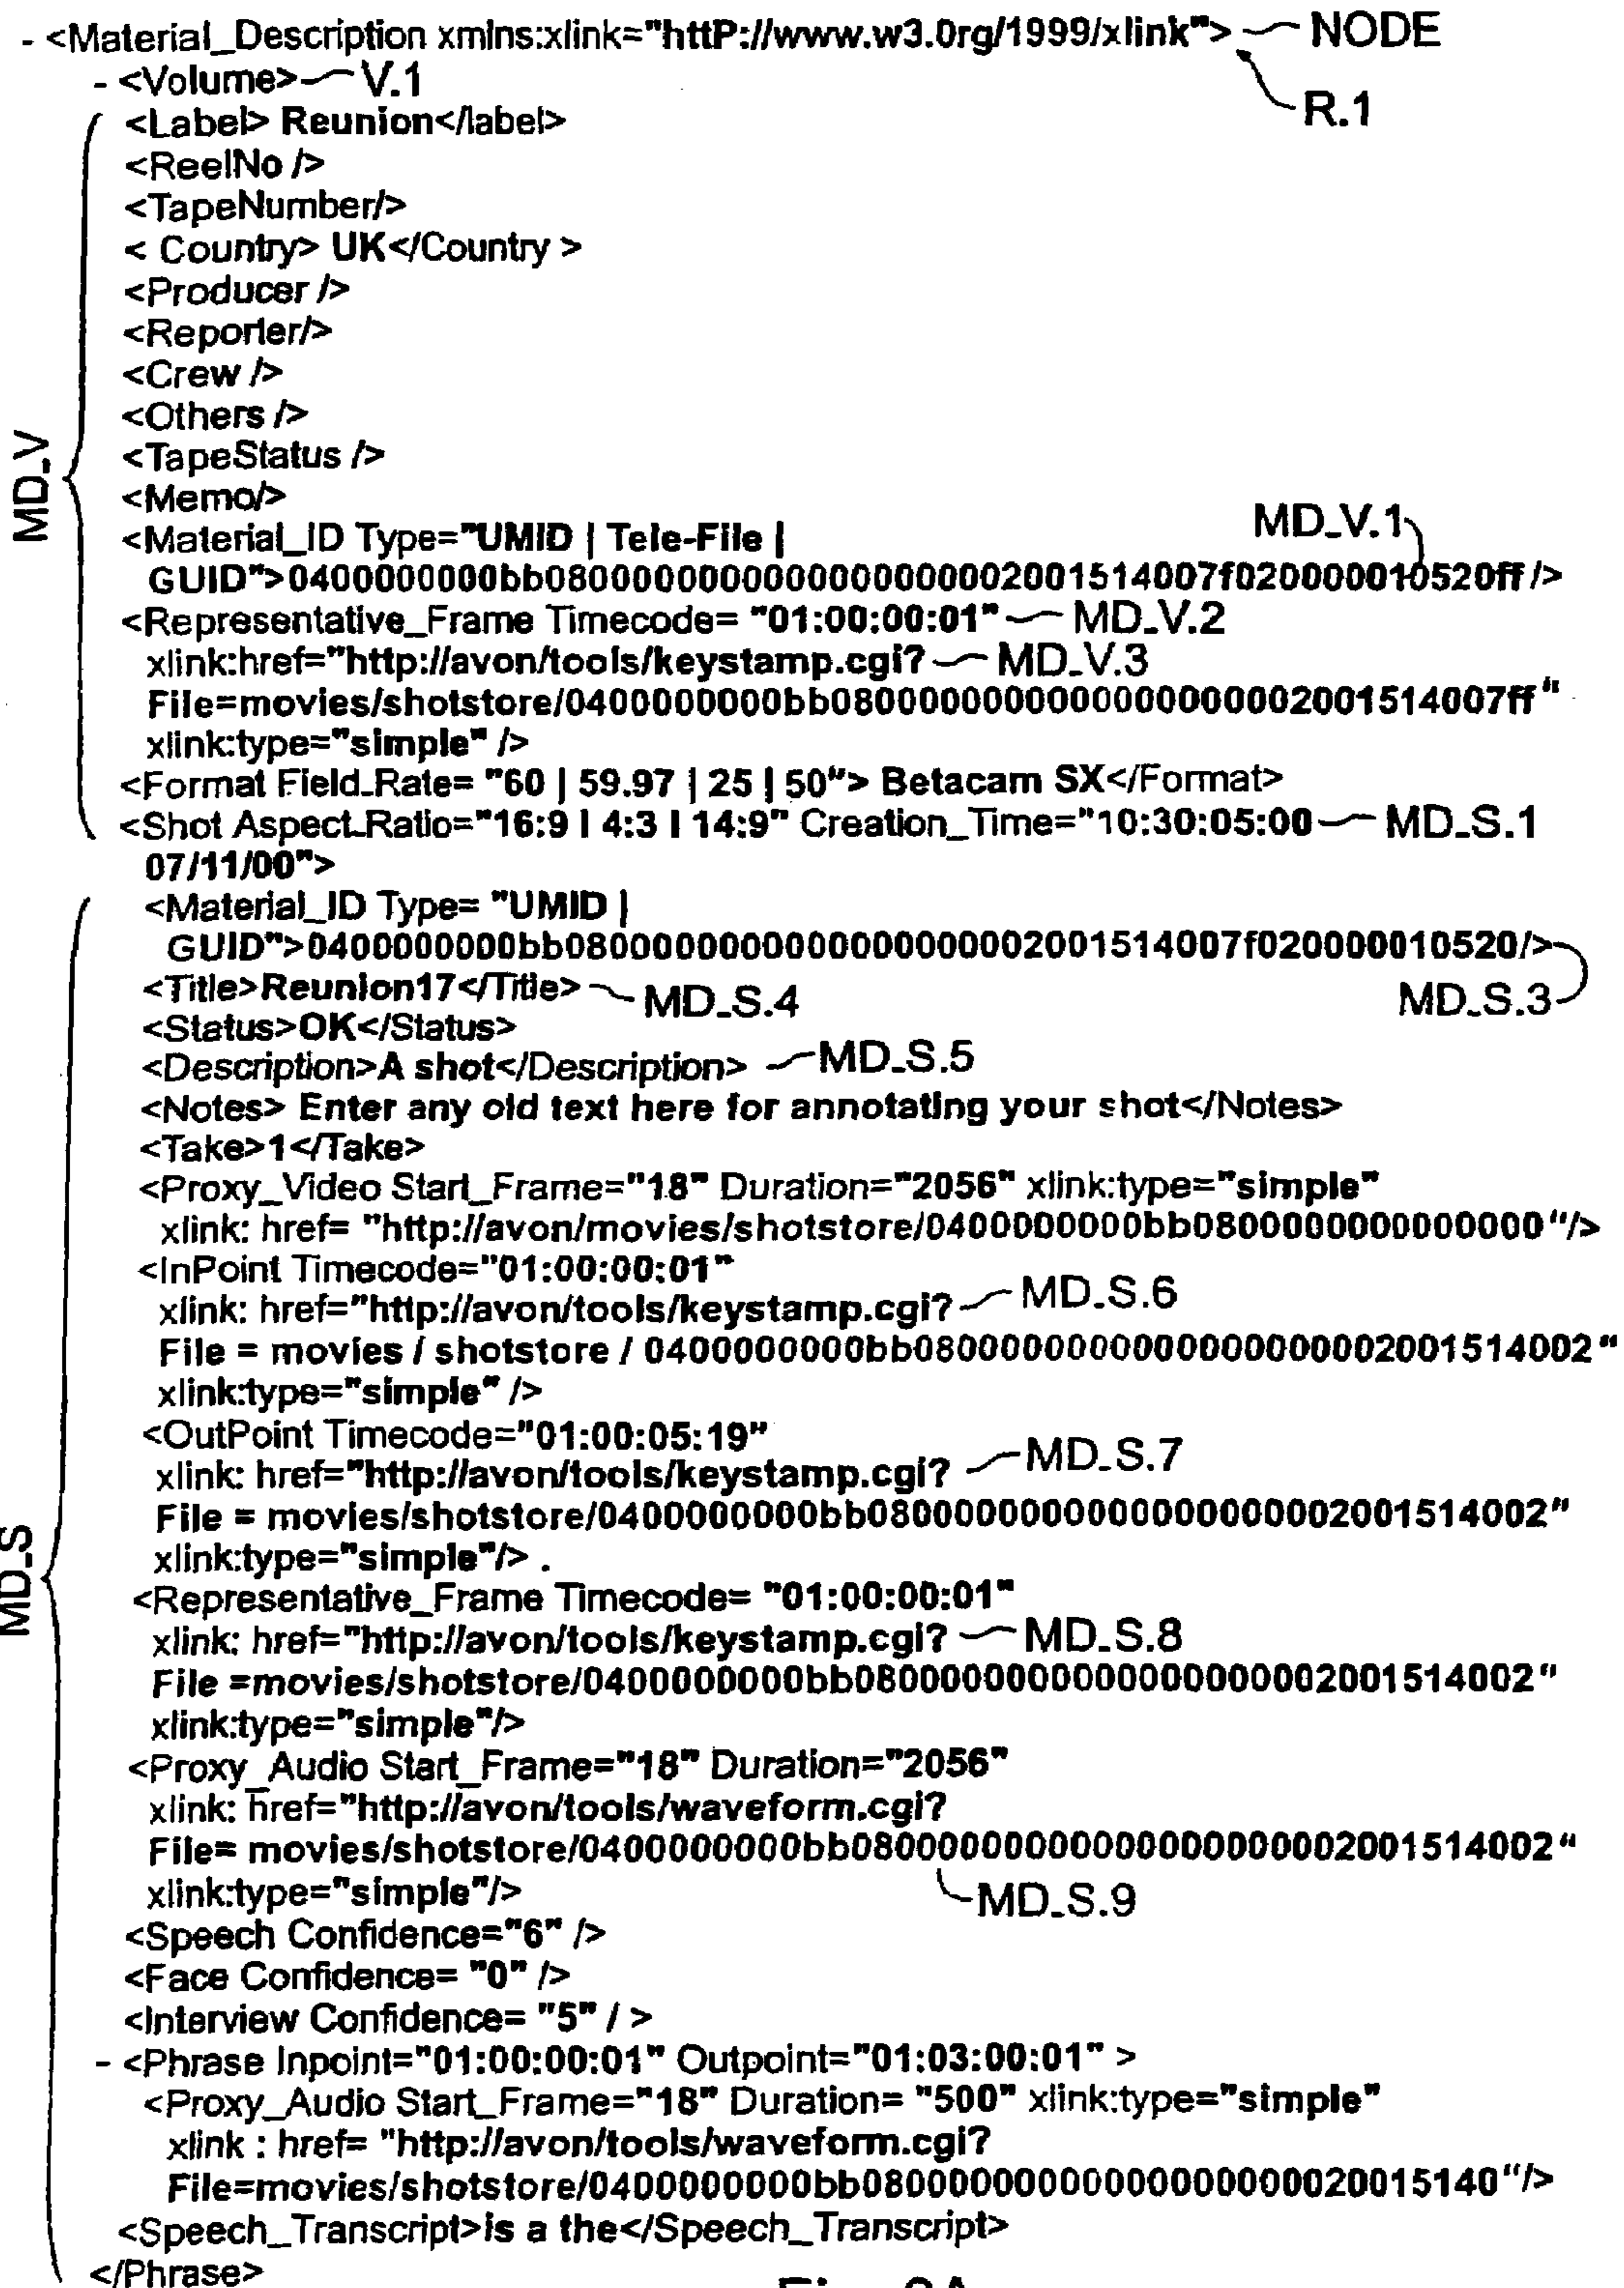 - <Material_Description xmlns:xlink="httP://www.w3.0rg/1999/xlink"> NODE
- <Volume> V.1
R.1
<Label> Reunion</label>
<ReelNo />
<TapeNumber/>
< Country> UK</Country >
<Producer />
<Reporter/>
<Crew />
<Others />
<TapeStatus />
MD_V
<Memo/>
<Material_ID Type="UMID | Tele-File | MD_V.1
GUID">0400000000bb0800000000000000000002001514007f020000010520ff/>
<Representative_Frame Timecode= "01:00:00:01" MD_V.2
xlink:href="http://avon/tools/keystamp.cgi? MD_V.3
File=movies/shotstore/0400000000bb0800000000000000000002001514007ff"
xlink:type="simple" />
<Format Field_Rate= "60 | 59.97 | 25 | 50"> Betacam SX</Format>
<Shot Aspect_Ratio="16:9 l 4:3 l 14:9" Creation_Time="10:30:05:00 MD_S.1
07/11/00">
<Material_ID Type= "UMID |
GUID">0400000000bb0800000000000000000002001514007f020000010520/>
<Title>Reunion17</Title> MD_S.4 MD_S.3
<Status>OK</Status>
<Description>A shot</Description> MD_S.5
<Notes> Enter any old text here for annotating your shot</Notes>
<Take>1</Take>
<Proxy_Video Start_Frame="18" Duration="2056" xlink:type="simple"
xlink: href= "http://avon/movies/shotstore/0400000000bb0800000000000000"/>
<InPoint Timecode="01:00:00:01"
xlink: href="http://avon/tools/keystamp.cgi? MD_S.6
File = movies / shotstore / 0400000000bb0800000000000000000002001514002"
xlink:type="simple" />
<OutPoint Timecode="01:00:05:19"
xlink: href="http://avon/tools/keystamp.cgi? MD_S.7
File = movies/shotstore/0400000000bb0800000000000000000002001514002"
xlink:type="simple"/> .
MD_S
<Representative_Frame Timecode= "01:00:00:01"
xlink: href="http://avon/tools/keystamp.cgi? MD_S.8
File =movies/shotstore/0400000000bb0800000000000000000002001514002"
xlink:type="simple"/>
<Proxy_Audio Start_Frame="18" Duration="2056"
xlink: href="http://avon/tools/waveform.cgi?
File= movies/shotstore/0400000000bb0800000000000000000002001514002"
xlink:type="simple"/> MD_S.9
<Speech Confidence="6" />
<Face Confidence= "0" />
<Interview Confidence= "5" / >
- <Phrase Inpoint="01:00:00:01" Outpoint="01:03:00:01" >
<Proxy_Audio Start_Frame="18" Duration= "500" xlink:type="simple"
xlink : href= "http://avon/tools/waveform.cgi?
File=movies/shotstore/0400000000bb08000000000000000000020015140"/>
<Speech_Transcript>is a the</Speech_Transcript>
</Phrase>